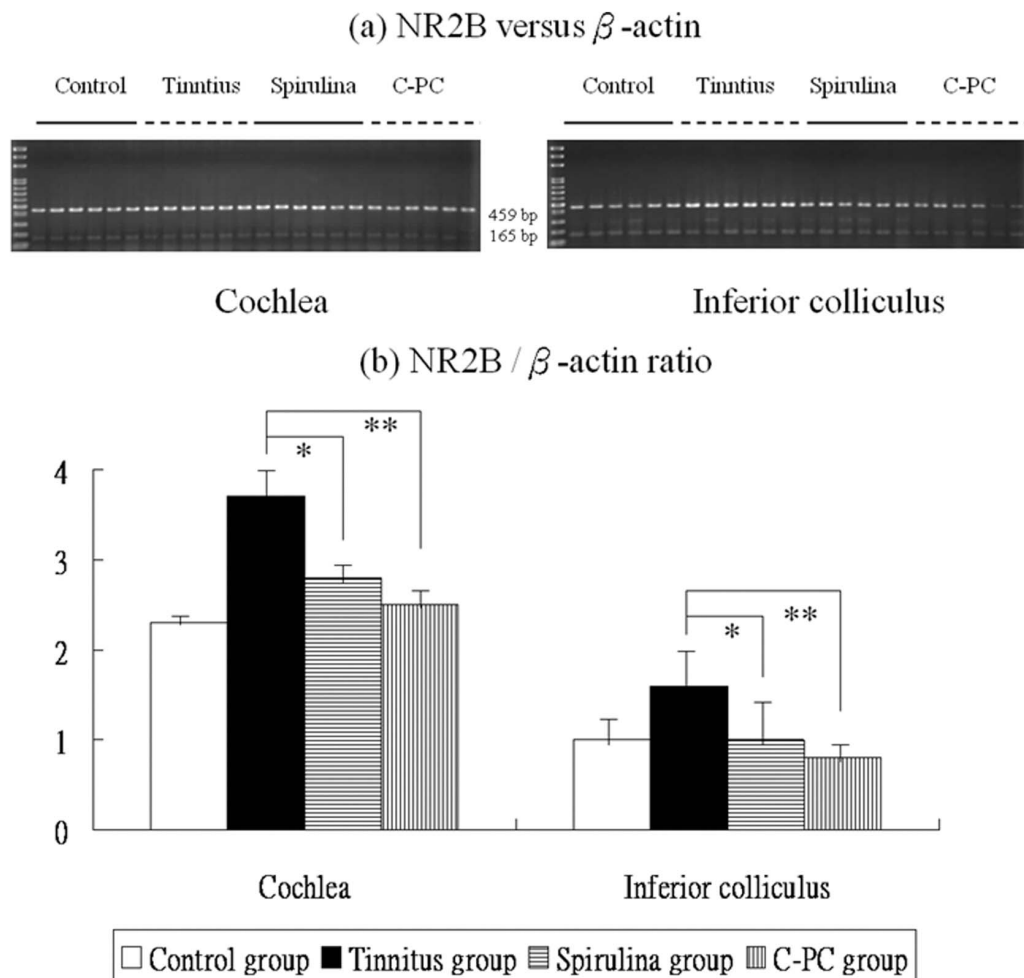 (a) NR2B versus β-actin
Control Tinntius Spirulina C-PC Control Tinntius Spirulina C-PC
459 bp
165 bp
Cochlea Inferior colliculus
(b) NR2B / β-actin ratio
** 
*
4
3
**
*
2
1
0
Cochlea Inferior colliculus
Control group Tinnitus group Spirulina group C-PC group